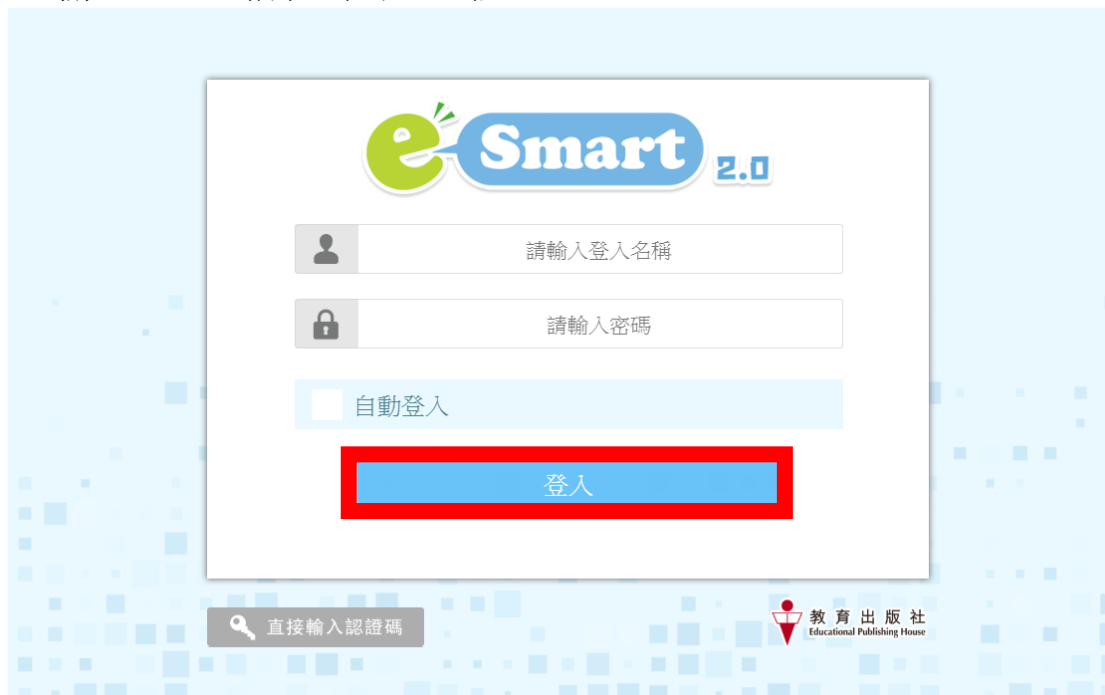 e Smart 2.0
請輸入登入名稱
請輸入密碼
自動登入
登入
直接輸入認證碼
教育出版社
Educational Publishing House